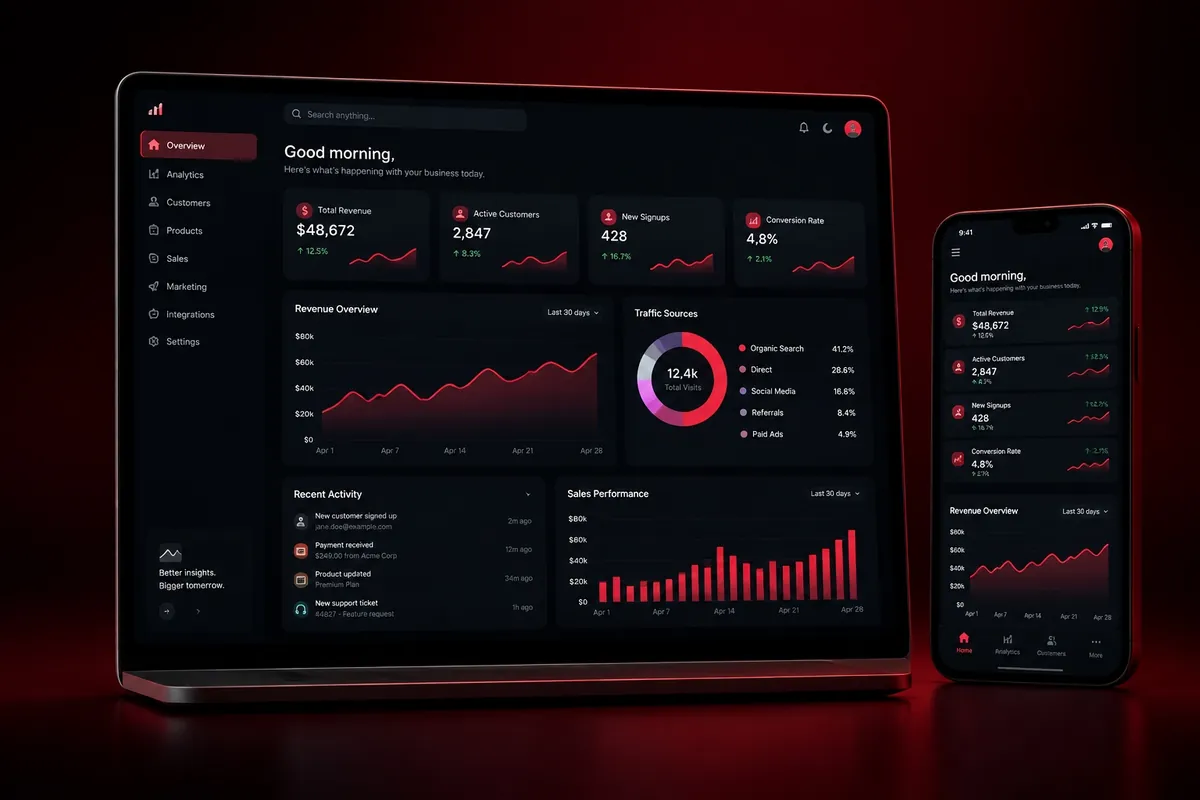 Search anything...
Overview
Analytics
Customers
Products
Sales
Marketing
Integrations
Settings
Better insights.
Bigger tomorrow.
Good morning,
Here's what's happening with your business today.
Total Revenue
$48,672
↑ 12.5%
Active Customers
2,847
↑ 8.3%
New Signups
428
↑ 16.7%
Conversion Rate
4,8%
↑ 2.1%
Revenue Overview
Last 30 days
$80k
$60k
$40k
$20k
$0
Apr 1 Apr 7 Apr 14 Apr 21 Apr 28
Traffic Sources
12,4k
Total Visits
Organic Search 41.2%
Direct 28.6%
Social Media 16.8%
Referrals 8.4%
Paid Ads 4.9%
Recent Activity
New customer signed up
jane.doe@example.com
2m ago
Payment received
$249.00 from Acme Corp
12m ago
Product updated
Premium Plan
34m ago
New support ticket
#4827 - Feature request
1h ago
Sales Performance
Last 30 days
$80k
$60k
$40k
$20k
$0
Apr 1 Apr 7 Apr 14 Apr 21 Apr 28
9:41
Good morning,
Here's what's happening with your business today.
Total Revenue
$48,672
↑ 12.9%
Active Customers
2,847
New Signups
428
Conversion Rate
4,8%
Revenue Overview
Last 30 days
$80k
$60k
$40k
$20k
$0
Apr 1 Apr 7 Apr 14 Apr 21 Apr 28
Home
Analytics
Customers
More